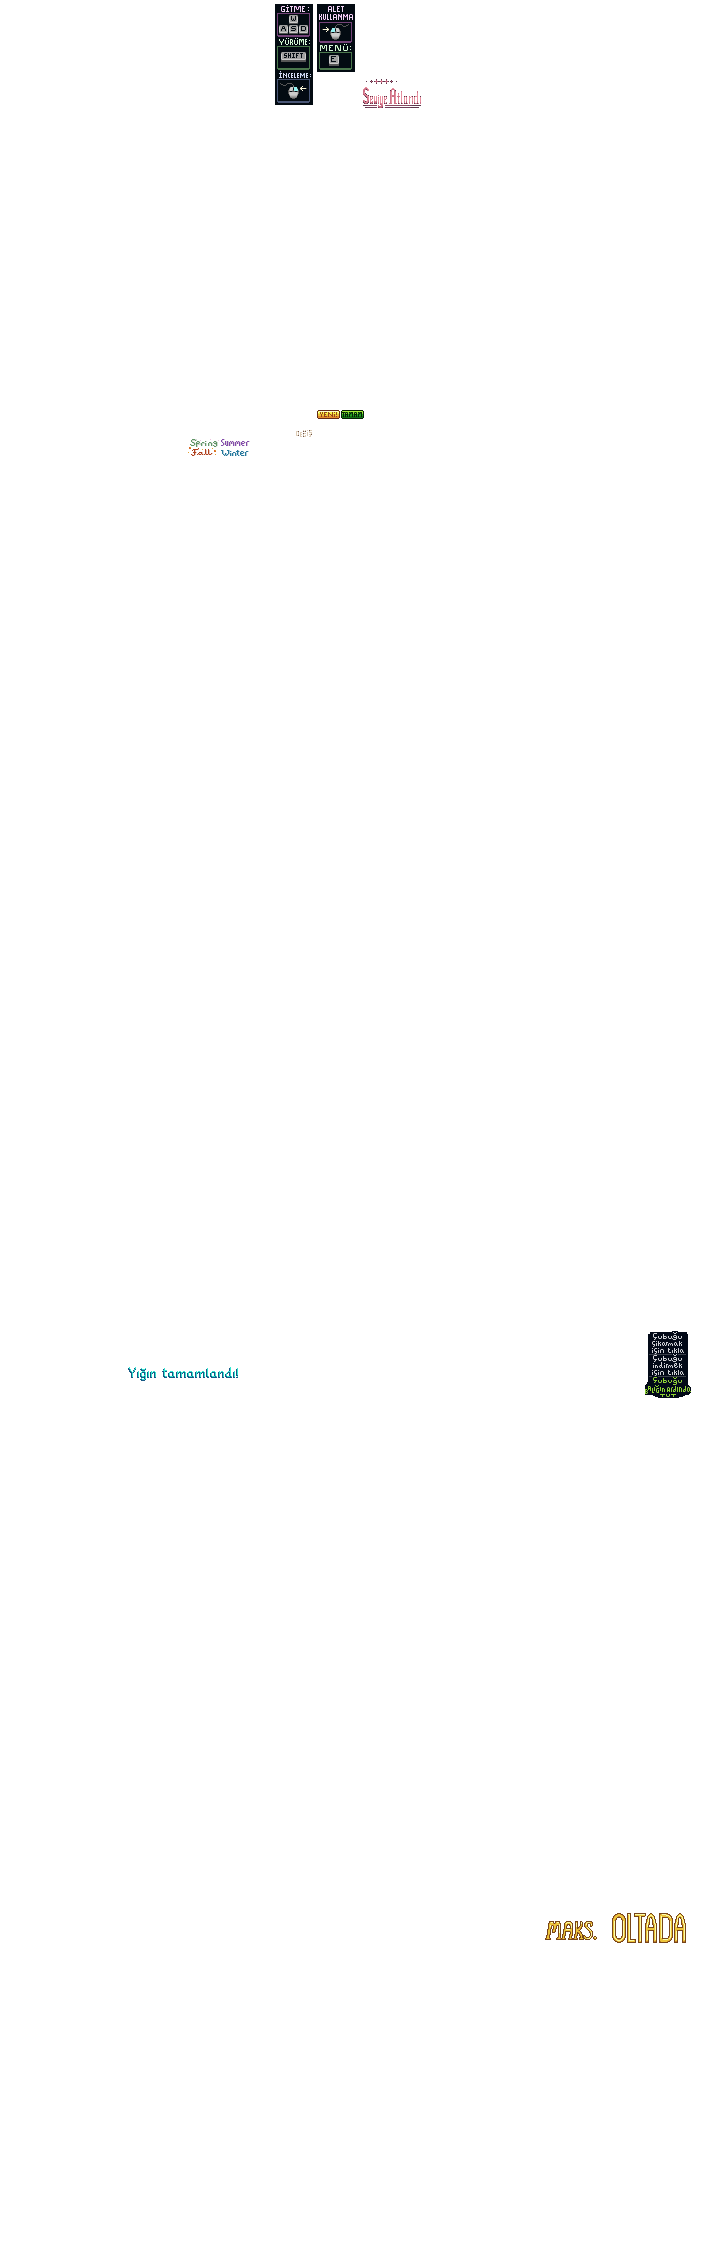 GİTME:
W
A S D
YÜRÜME:
SHIFT
İNCELEME:
ALET
KULLANMA
MENÜ:
E
Seviye Atlandı
YENİ!
TAMAM
Spring Summer
Fall Winter
Çubuğu
çıkarmak
için tıkla
Çubuğu
indirmek
için tıkla
Çubuğu
ardında
TUT
Yığın tamamlandı!
MAKS. OLTADA